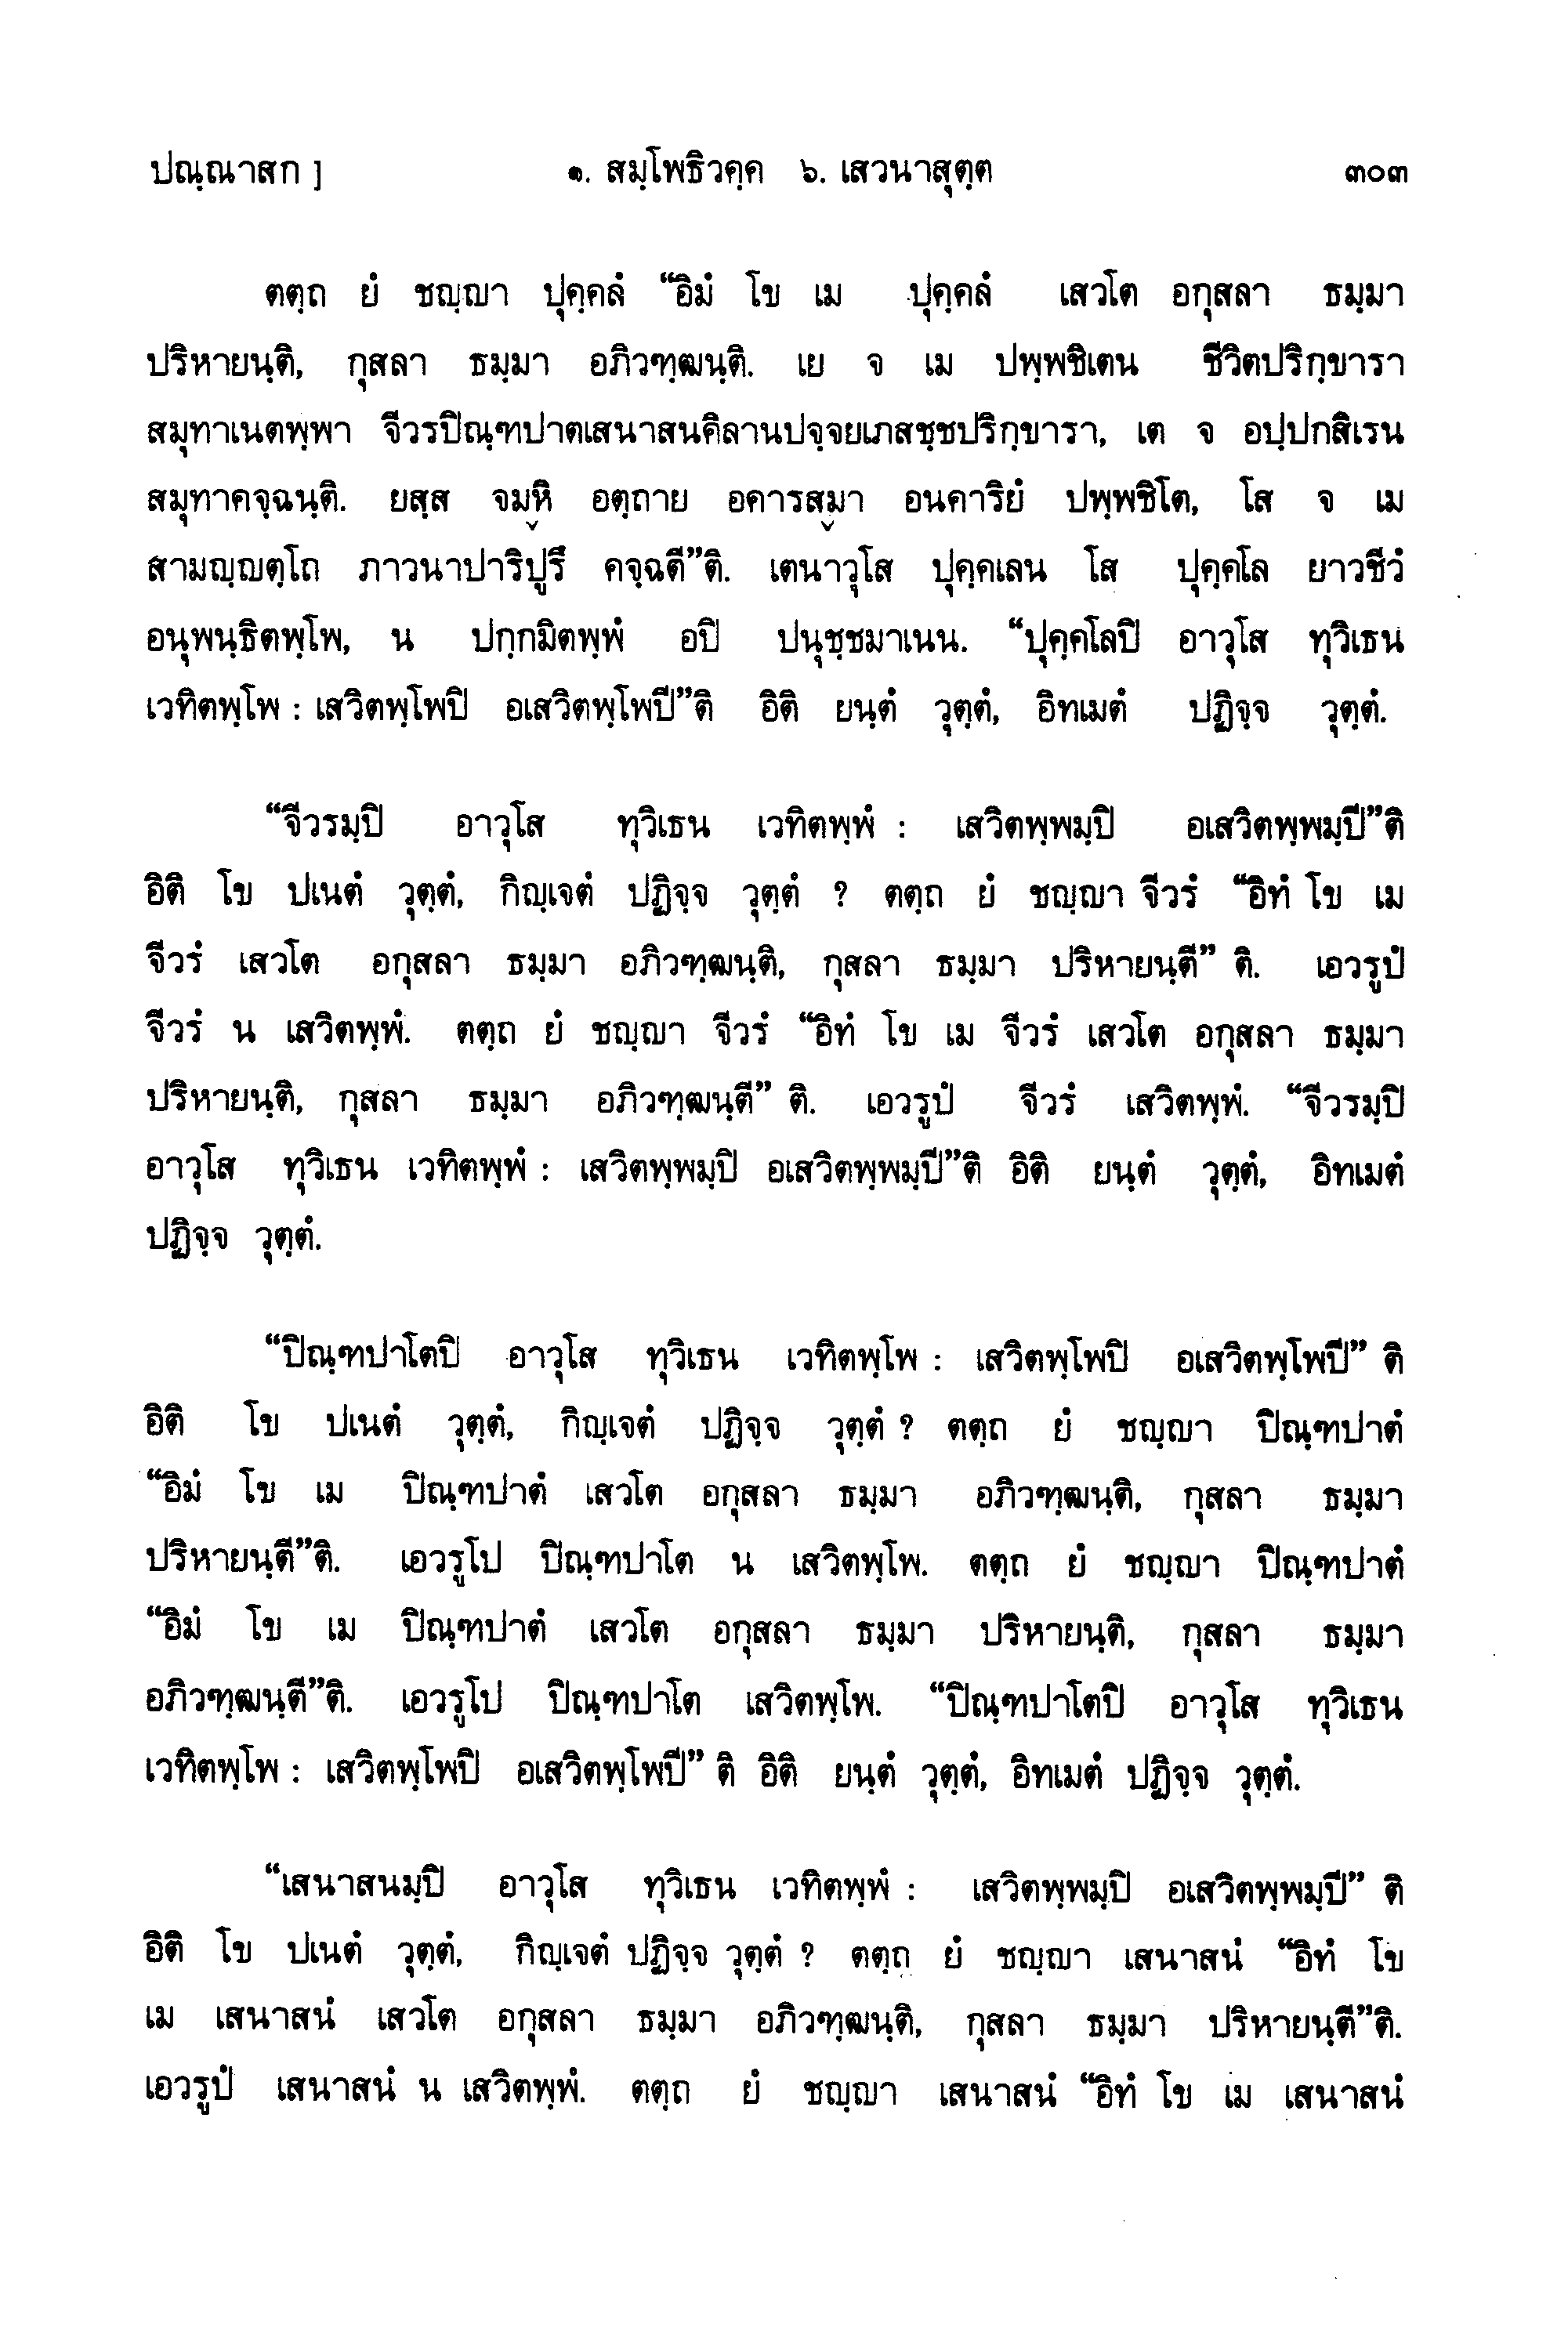 ปณฺณาสก ] ๑. สมฺโพธิวคฺค ๖. เสวนาสุตฺต ๓๐๓
ตตฺถ ยํ ชญฺญา ปุคฺคลํ “อิมํ โข เม ปุคฺคลํ เสวโต อกุสลา ธมฺมา
ปริหายนฺติ, กุสลา ธมฺมา อภิวฑฺฒนฺติ. เย จ เม ปพฺพชิเตน ชีวิตปริกฺขารา
สมุทาเนตพฺพา จีวรปิณฺฑปาตเสนาสนคิลานปจฺจยเภสชฺชปริกฺขารา, เต จ อปฺปกสิเรน
สมุทาคจฺฉนฺติ. ยสฺส จมฺหิ อตฺถาย อคารสฺมา อนคาริยํ ปพฺพชิโต, โส จ เม
สามญฺญตฺโถ ภาวนาปาริปูรึ คจฺฉตี”ติ. เตนาวุโส ปุคฺคเลน โส ปุคฺคโล ยาวชีวํ
อนุพนฺธิตพฺโพ, น ปกฺกมิตพฺพํ อปิ ปนุชฺชมาเนน. “ปุคฺคโลปิ อาวุโส ทุวิเธน
เวทิตพฺโพ : เสวิตพฺโพปิ อเสวิตพฺโพปี”ติ อิติ ยนฺตํ วุตฺตํ, อิทเมตํ ปฏิจฺจ วุตฺตํ.
“จีวรมฺปิ อาวุโส ทุวิเธน เวทิตพฺพํ : เสวิตพฺพมฺปิ อเสวิตพฺพมฺปี”ติ
อิติ โข ปเนตํ วุตฺตํ, กิญฺเจตํ ปฏิจฺจ วุตฺตํ ? ตตฺถ ยํ ชญฺญา จีวรํ “อิทํ โข เม
จีวรํ เสวโต อกุสลา ธมฺมา อภิวฑฺฒนฺติ, กุสลา ธมฺมา ปริหายนฺตี” ติ. เอวรูปํ
จีวรํ น เสวิตพฺพํ. ตตฺถ ยํ ชญฺญา จีวรํ “อิทํ โข เม จีวรํ เสวโต อกุสลา ธมฺมา
ปริหายนฺติ, กุสลา ธมฺมา อภิวฑฺฒนฺตี” ติ. เอวรูปํ จีวรํ เสวิตพฺพํ. “จีวรมฺปิ
อาวุโส ทุวิเธน เวทิตพฺพํ : เสวิตพฺพมฺปิ อเสวิตพฺพมฺปี”ติ อิติ ยนฺตํ วุตฺตํ, อิทเมตํ
ปฏิจฺจ วุตฺตํ.
“ปิณฺฑปาโตปิ อาวุโส ทุวิเธน เวทิตพฺโพ : เสวิตพฺโพปิ อเสวิตพฺโพปี” ติ
อิติ โข ปเนตํ วุตฺตํ, กิญฺเจตํ ปฏิจฺจ วุตฺตํ ? ตตฺถ ยํ ชญฺญา ปิณฺฑปาตํ
“อิมํ โข เม ปิณฺฑปาตํ เสวโต อกุสลา ธมฺมา อภิวฑฺฒนฺติ, กุสลา ธมฺมา
ปริหายนฺตี”ติ. เอวรูโป ปิณฺฑปาโต น เสวิตพฺโพ. ตตฺถ ยํ ชญฺญา ปิณฺฑปาตํ
“อิมํ โข เม ปิณฺฑปาตํ เสวโต อกุสลา ธมฺมา ปริหายนฺติ, กุสลา ธมฺมา
อภิวฑฺฒนฺตี”ติ. เอวรูโป ปิณฺฑปาโต เสวิตพฺโพ. “ปิณฺฑปาโตปิ อาวุโส ทุวิเธน
เวทิตพฺโพ : เสวิตพฺโพปิ อเสวิตพฺโพปี” ติ อิติ ยนฺตํ วุตฺตํ, อิทเมตํ ปฏิจฺจ วุตฺตํ.
“เสนาสนมฺปิ อาวุโส ทุวิเธน เวทิตพฺพํ : เสวิตพฺพมฺปิ อเสวิตพฺพมฺปี” ติ
อิติ โข ปเนตํ วุตฺตํ, กิญฺเจตํ ปฏิจฺจ วุตฺตํ ? ตตฺถ ยํ ชญฺญา เสนาสนํ “อิทํ โข
เม เสนาสนํ เสวโต อกุสลา ธมฺมา อภิวฑฺฒนฺติ, กุสลา ธมฺมา ปริหายนฺตี”ติ.
เอวรูปํ เสนาสนํ น เสวิตพฺพํ. ตตฺถ ยํ ชญฺญา เสนาสนํ “อิทํ โข เม เสนาสนํ